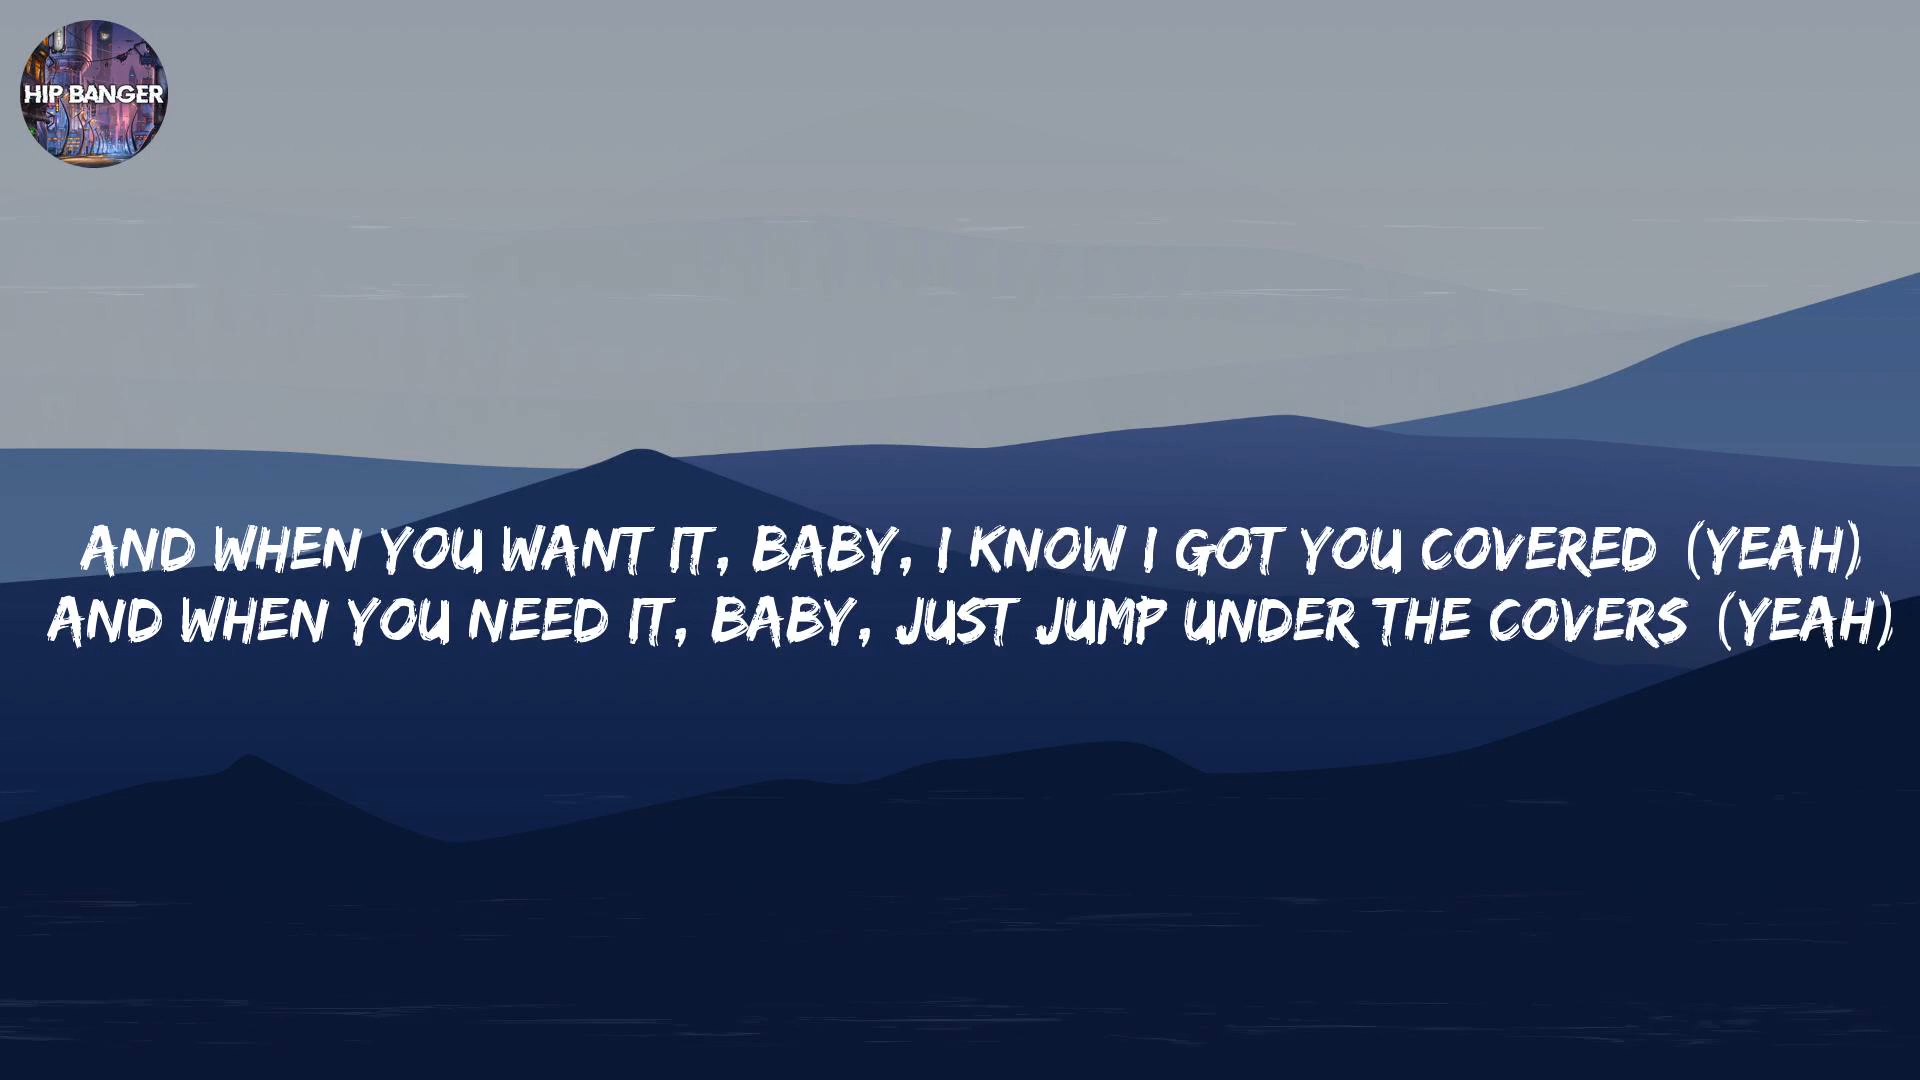 HIP BANGER
AND WHEN YOU WANT IT, BABY, I KNOW I GOT YOU COVERED (YEAH)
AND WHEN YOU NEED IT, BABY, JUST JUMP UNDER THE COVERS (YEAH)